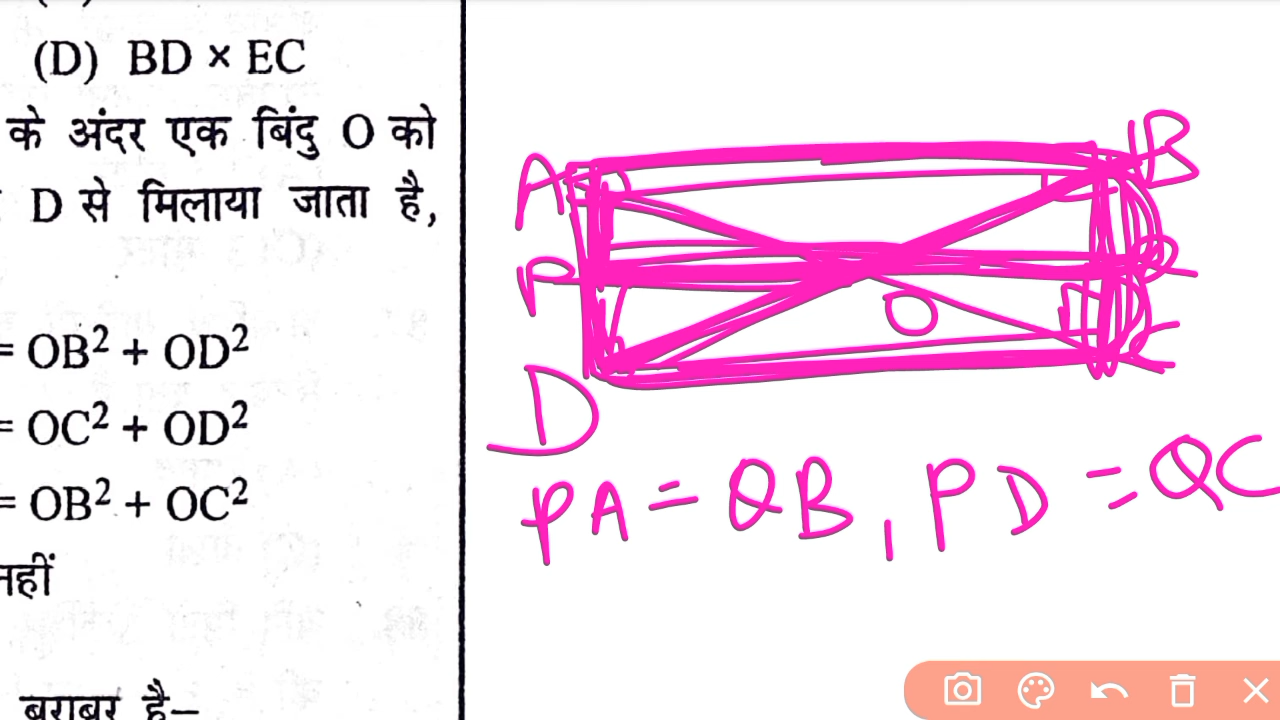 (D) BD × EC
के अंदर एक बिंदु O को
D से मिलाया जाता है,
= OB² + OD²
= OC² + OD²
= OB² + OC²
नहीं
बराबर है–
A
B
P
Q
O
D
C
PA = QB, PD = QC